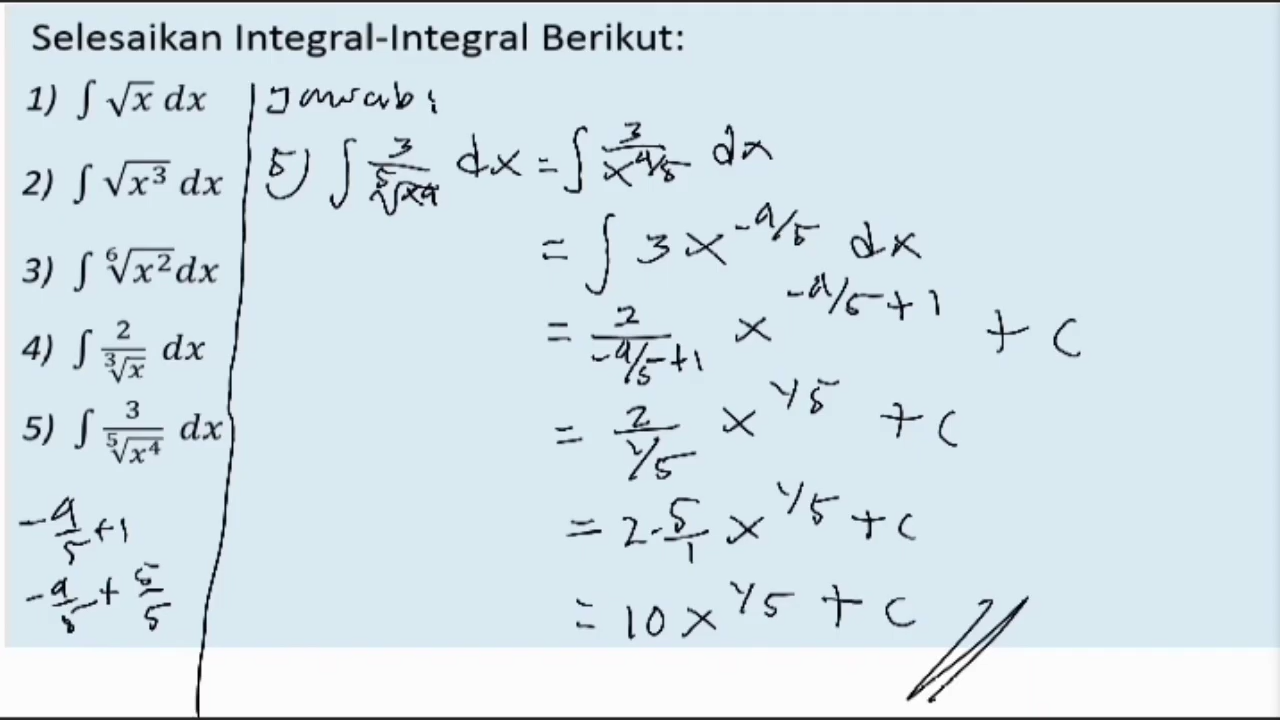 Selesaikan Integral-Integral Berikut:
1) ∫ √x dx
2) ∫ √x³ dx
3) ∫ ⁶√x² dx
4) ∫ 2/³√x dx
5) ∫ 3/⁵√x⁴ dx
-4/5 + 1
-4/5 + 5/5
Jawab :
5) ∫ 3/⁵√x⁴ dx = ∫ 3/x^4/5 dx
= ∫ 3x^-4/5 dx
= 2/(-4/5+1) x^-4/5+1 + c
= 2/(1/5) x^1/5 + c
= 2·5/1 x^1/5 + c
= 10x^1/5 + c